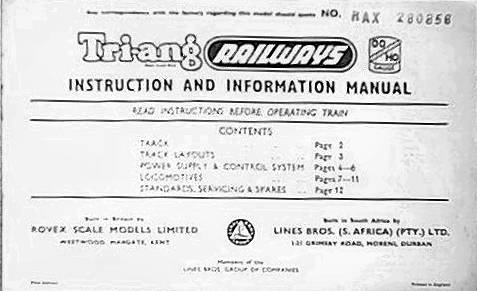 Any correspondence with the factory regarding this model should quote NO. RAX 280856
Tri-ang RAILWAYS OO HO GAUGE
INSTRUCTION AND INFORMATION MANUAL
READ INSTRUCTIONS BEFORE OPERATING TRAIN
CONTENTS
TRACK .. .. Page 2
TRACK LAYOUTS .. .. Page 3
POWER SUPPLY & CONTROL SYSTEM Pages 4—6
LOCOMOTIVES .. .. Pages 7—11
STANDARDS, SERVICING & SPARES .. Page 12
Built in Britain by
ROVEX SCALE MODELS LIMITED
WESTWOOD, MARGATE, KENT
Built in South Africa by
LINES BROS. (S. AFRICA) (PTY.) LTD.
GRIMSBY ROAD, MOBENI, DURBAN
Members of the
LINES BROS. GROUP OF COMPANIES
Printed in England